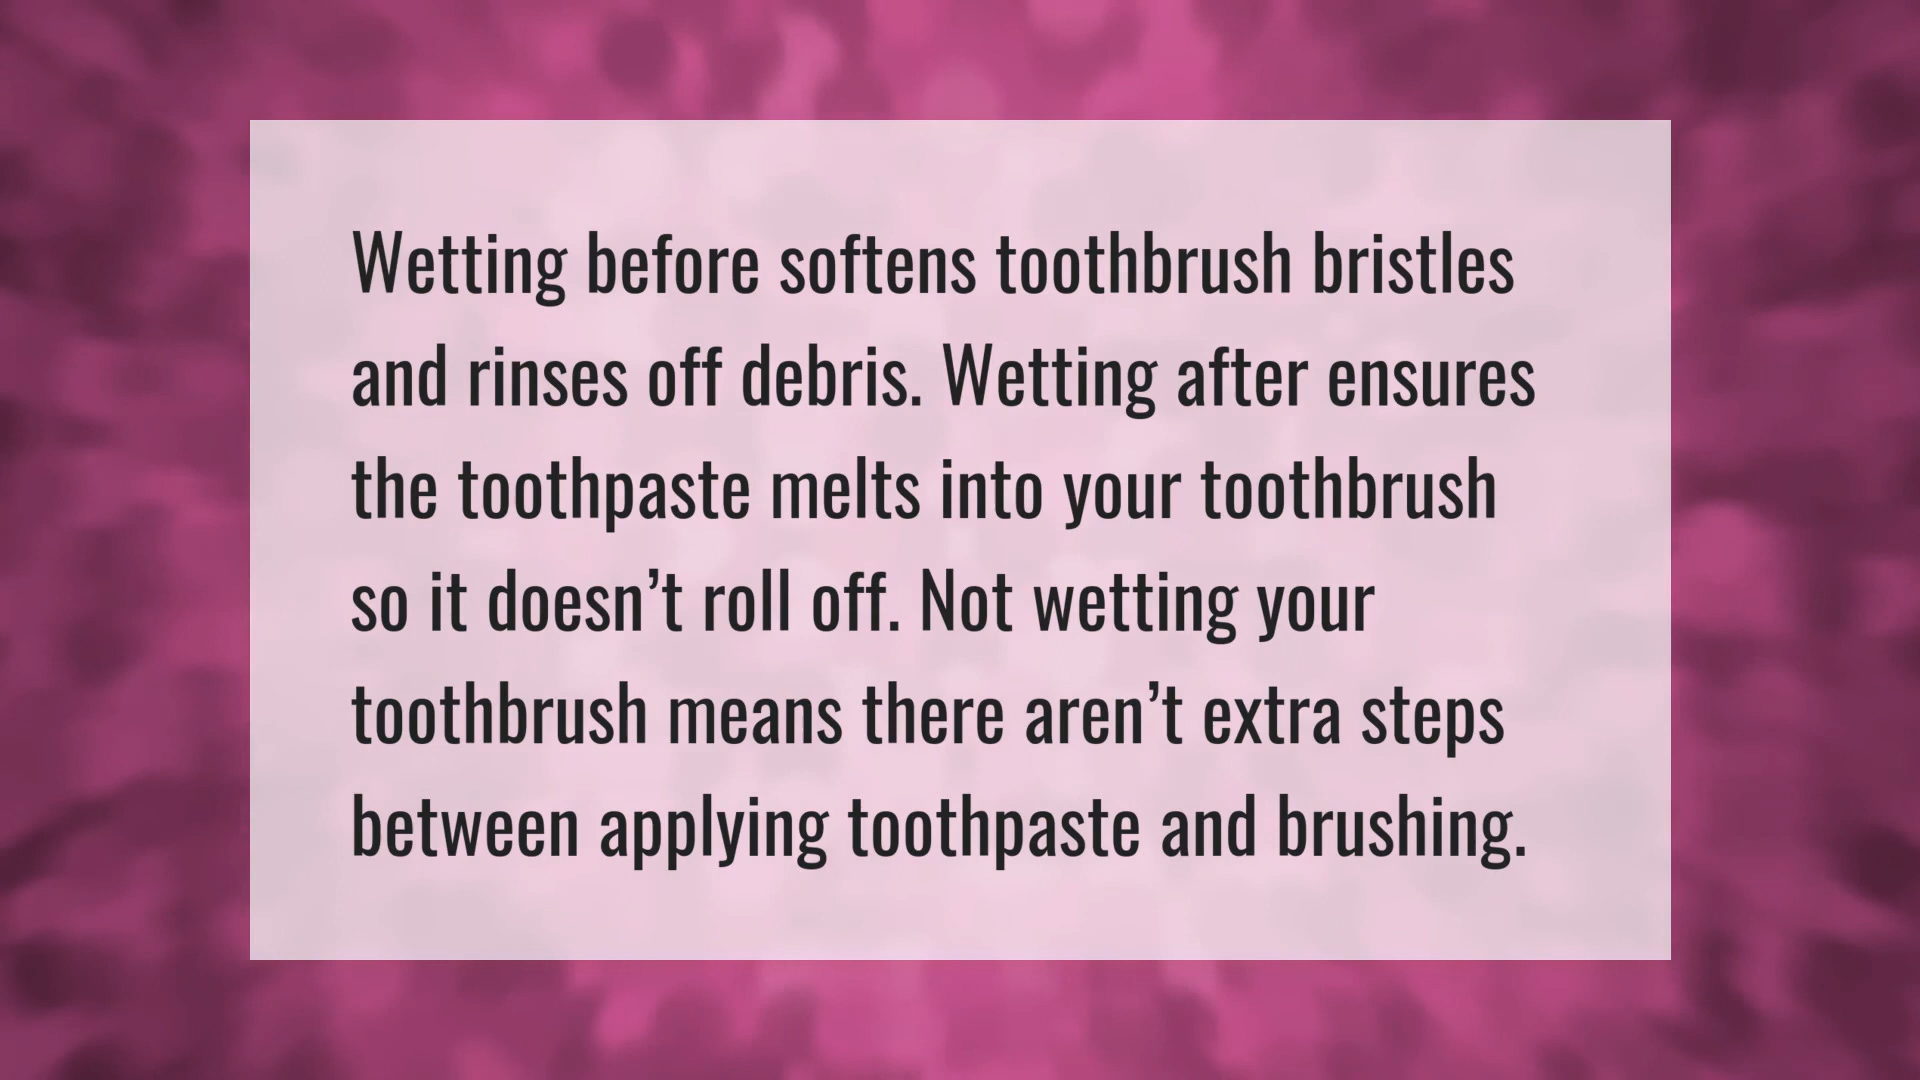 Wetting before softens toothbrush bristles
and rinses off debris. Wetting after ensures
the toothpaste melts into your toothbrush
so it doesn’t roll off. Not wetting your
toothbrush means there aren’t extra steps
between applying toothpaste and brushing.